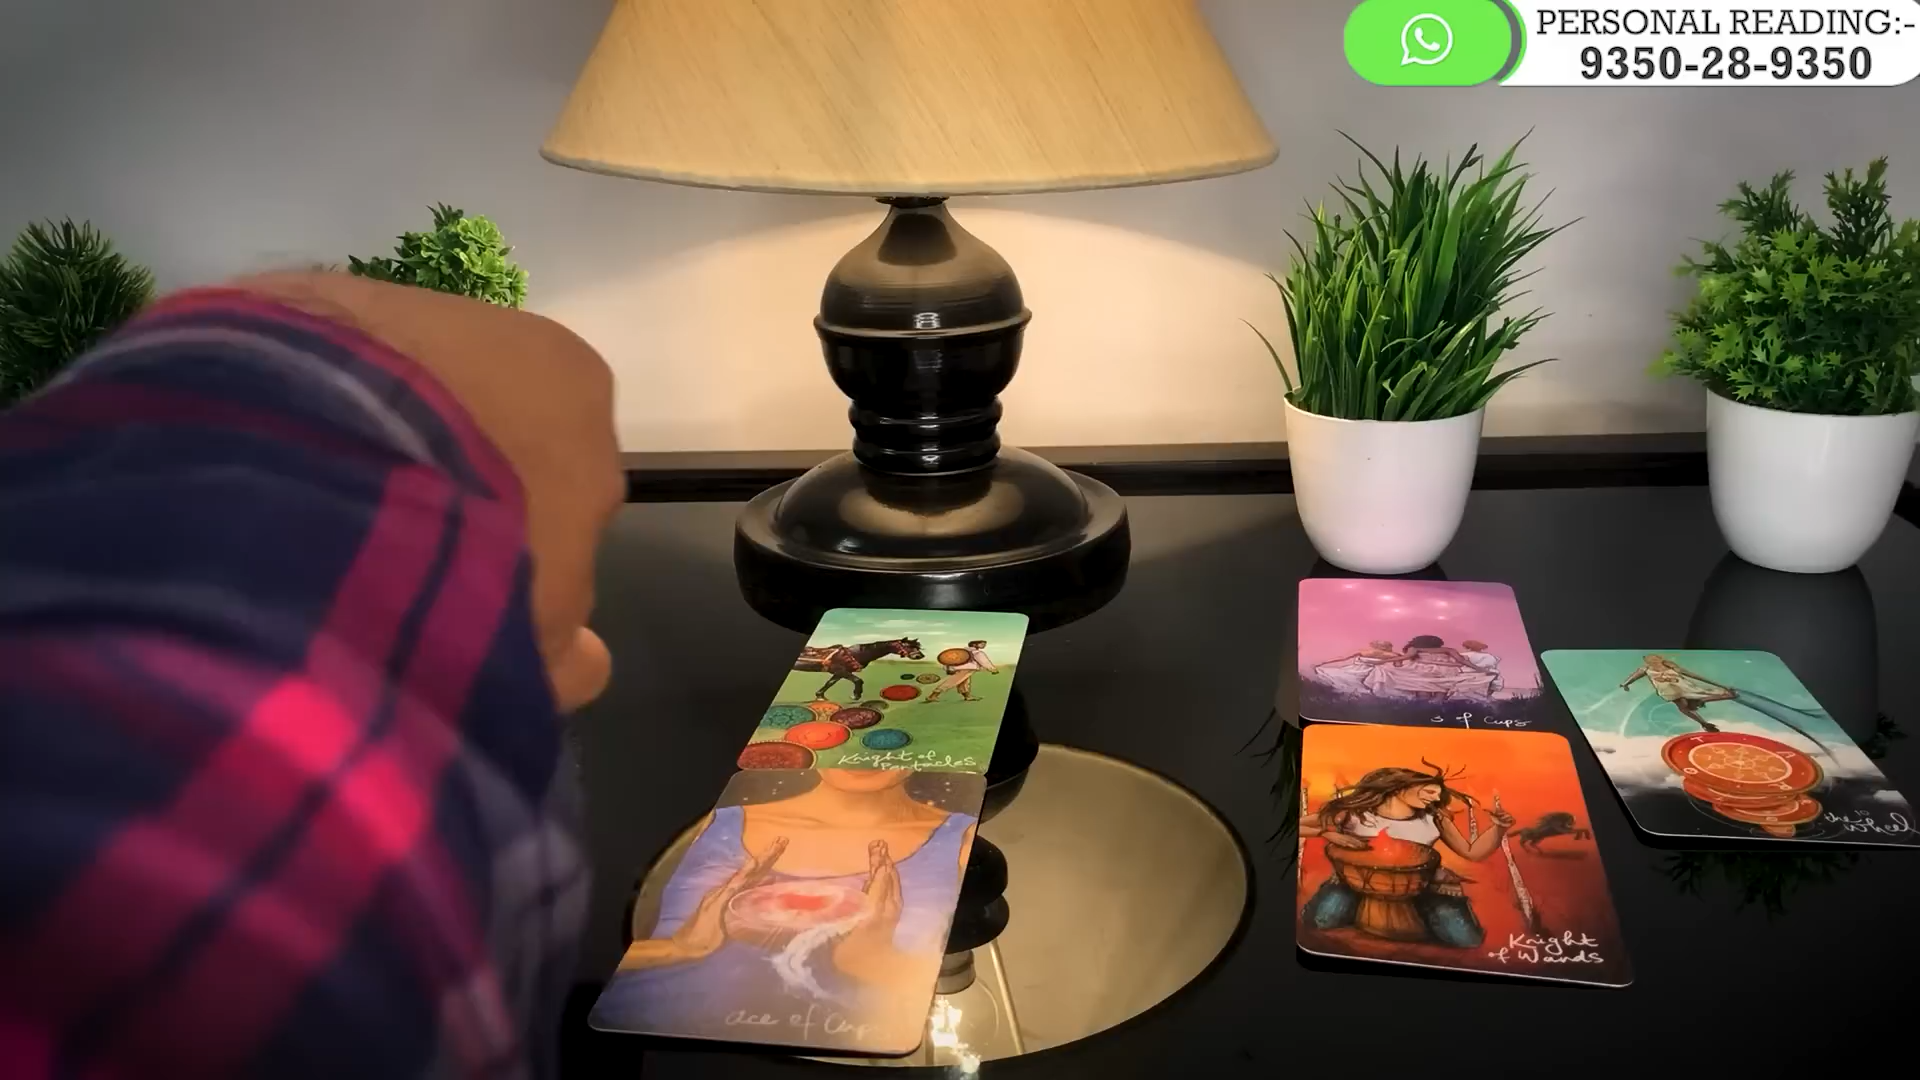 PERSONAL READING:-
9350-28-9350
Knight of
Pentacles
3 of Cups
10
the Wheel
Knight
of Wands
Ace of Cups